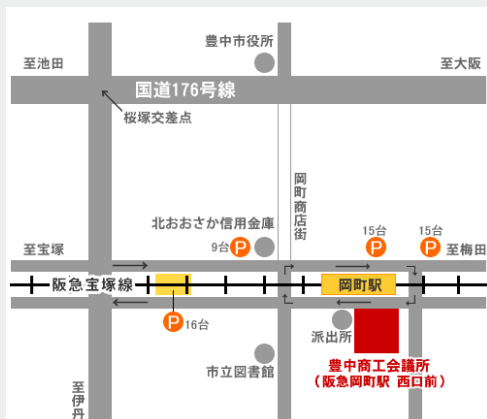 豊中市役所
至池田
至大阪
国道176号線
桜塚交差点
岡町商店街
北おおさか信用金庫
9台
P
15台
P
15台
P
至宝塚
至梅田
阪急宝塚線
岡町駅
P
16台
派出所
市立図書館
豊中商工会議所
(阪急岡町駅 西口前)
至伊丹